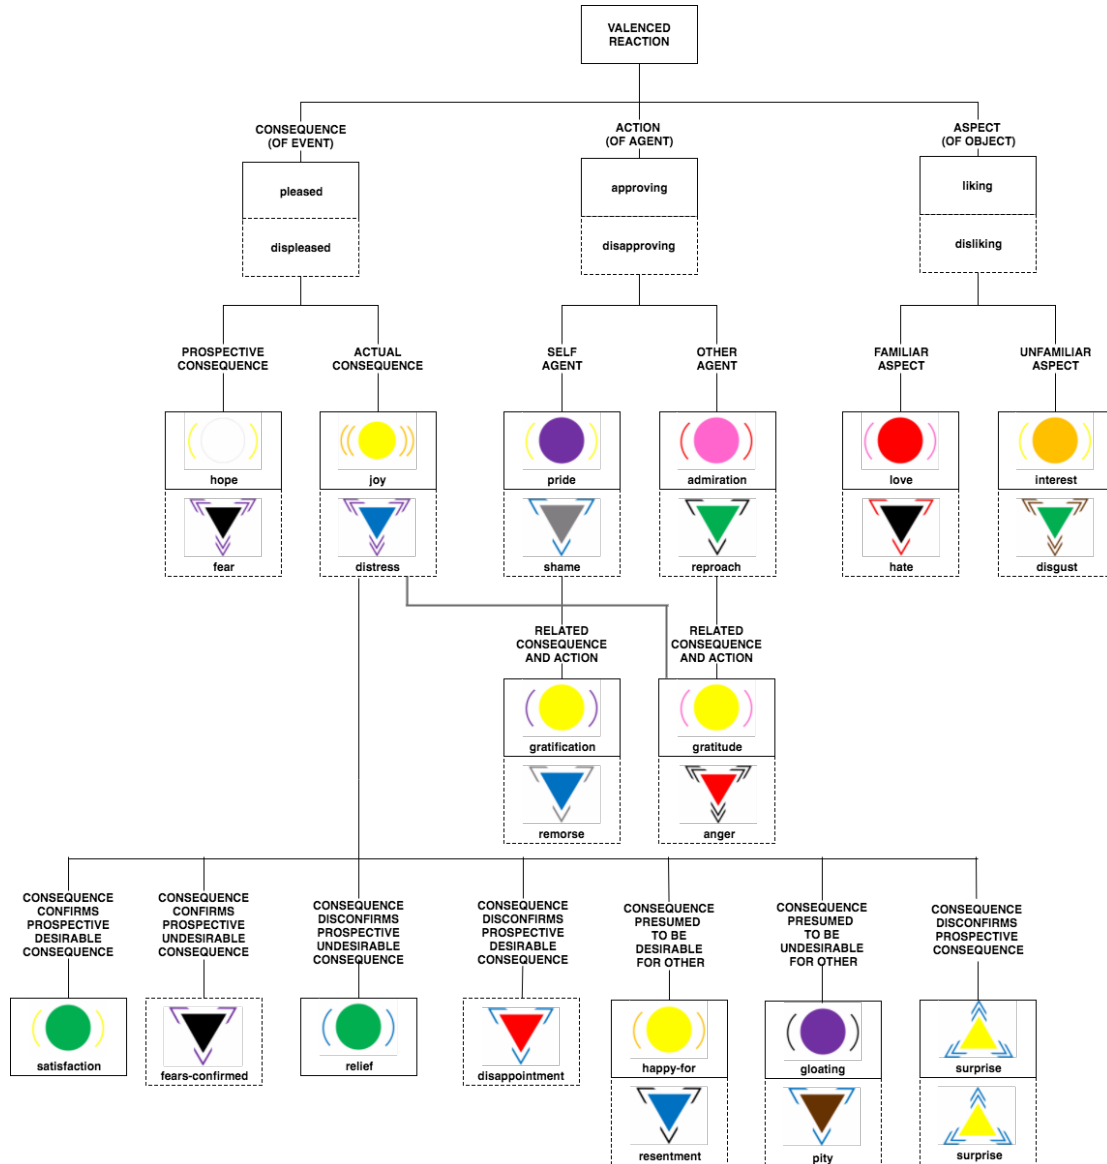 VALENCED
REACTION
CONSEQUENCE
(OF EVENT)
ACTION
(OF AGENT)
ASPECT
(OF OBJECT)
pleased
displeased
approving
disapproving
liking
disliking
PROSPECTIVE
CONSEQUENCE
ACTUAL
CONSEQUENCE
SELF
AGENT
OTHER
AGENT
FAMILIAR
ASPECT
UNFAMILIAR
ASPECT
hope
joy
pride
admiration
love
interest
fear
distress
shame
reproach
hate
disgust
RELATED
CONSEQUENCE
AND ACTION
RELATED
CONSEQUENCE
AND ACTION
gratification
gratitude
remorse
anger
CONSEQUENCE
CONFIRMS
PROSPECTIVE
DESIRABLE
CONSEQUENCE
CONSEQUENCE
CONFIRMS
PROSPECTIVE
UNDESIRABLE
CONSEQUENCE
CONSEQUENCE
DISCONFIRMS
PROSPECTIVE
UNDESIRABLE
CONSEQUENCE
CONSEQUENCE
DISCONFIRMS
PROSPECTIVE
DESIRABLE
CONSEQUENCE
CONSEQUENCE
PRESUMED
TO BE
DESIRABLE
FOR OTHER
CONSEQUENCE
PRESUMED
TO BE
UNDESIRABLE
FOR OTHER
CONSEQUENCE
DISCONFIRMS
PROSPECTIVE
CONSEQUENCE
satisfaction
fears-confirmed
relief
disappointment
happy-for
gloating
surprise
resentment
pity
surprise